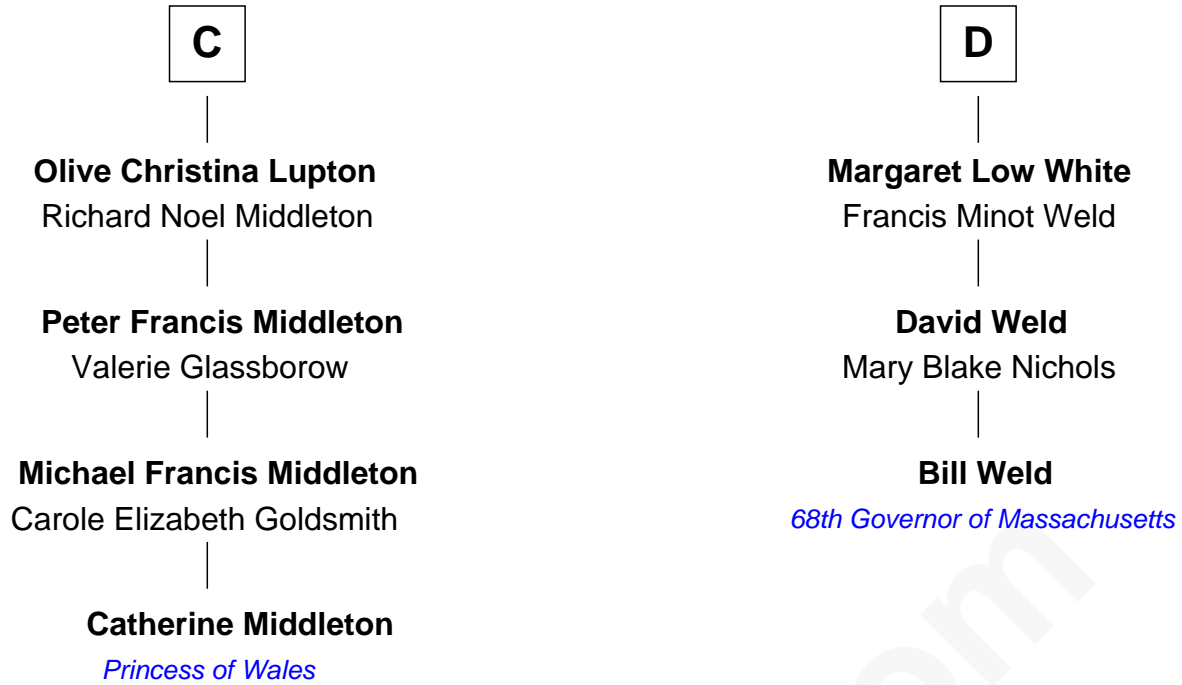 C
Olive Christina Lupton
Richard Noel Middleton
Peter Francis Middleton
Valerie Glassborow
Michael Francis Middleton
Carole Elizabeth Goldsmith
Catherine Middleton
Princess of Wales
D
Margaret Low White
Francis Minot Weld
David Weld
Mary Blake Nichols
Bill Weld
68th Governor of Massachusetts
om